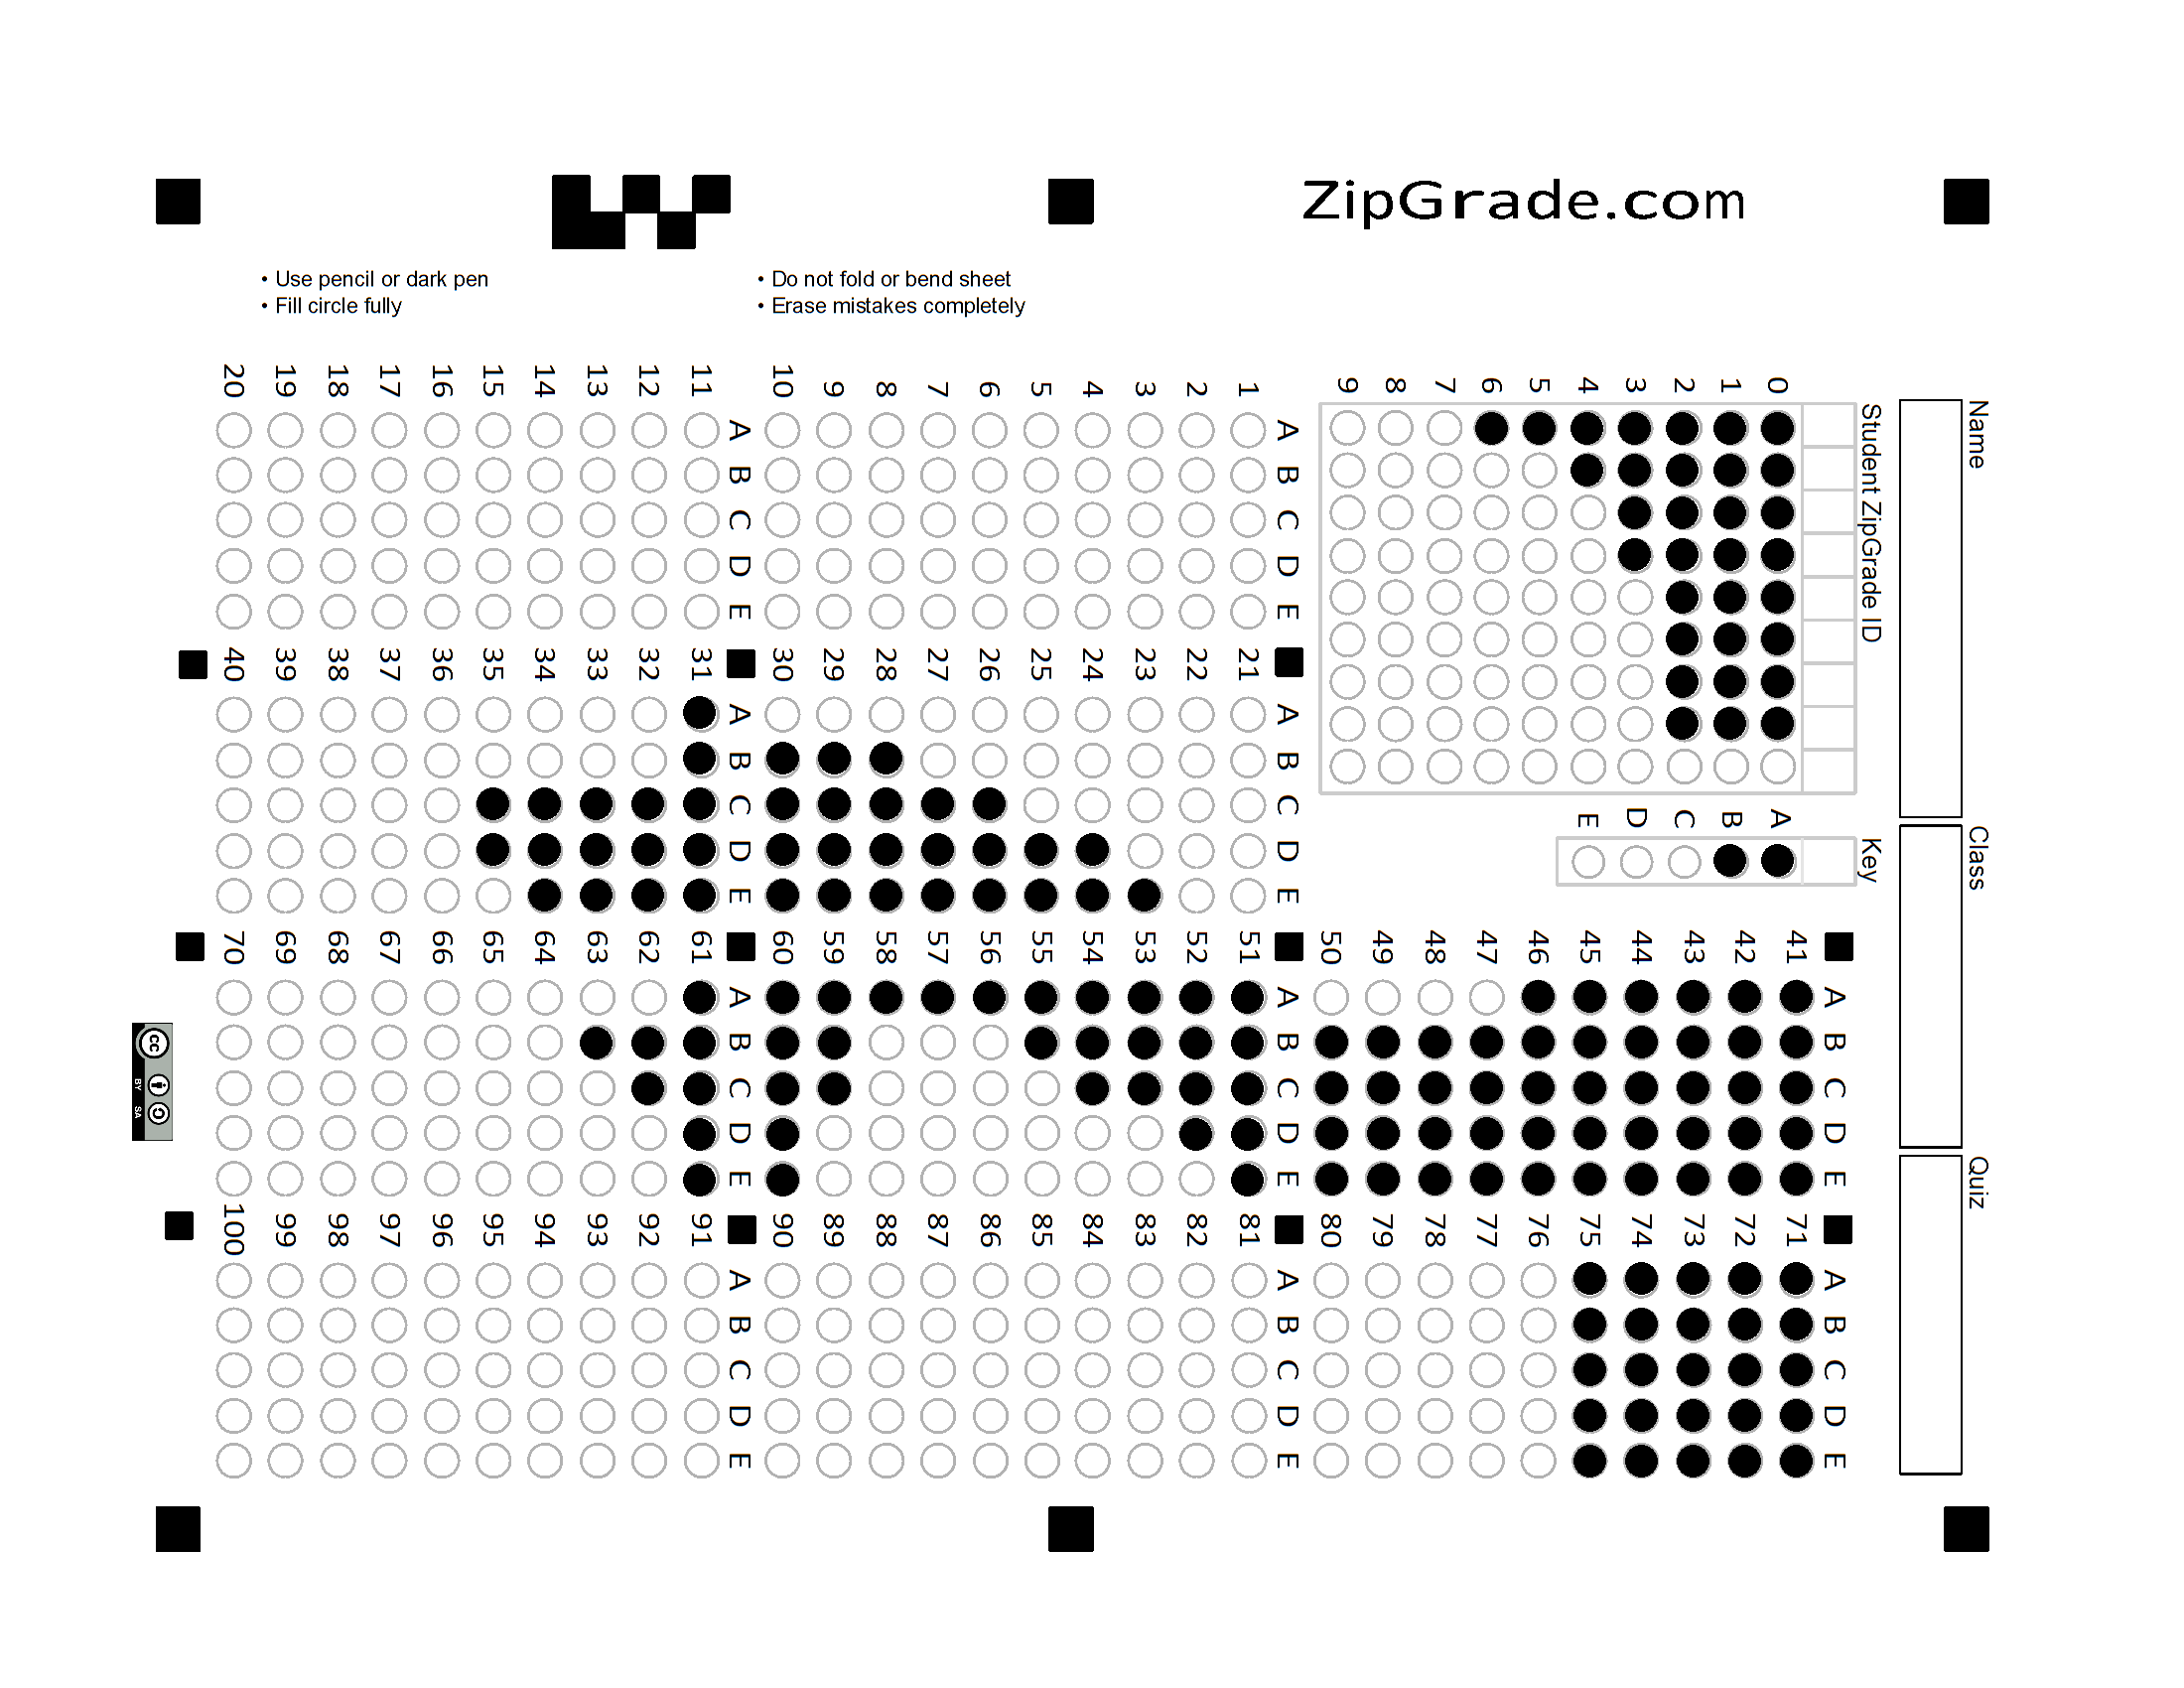 ZipGrade.com
• Use pencil or dark pen
• Fill circle fully
• Do not fold or bend sheet
• Erase mistakes completely
Name
Class
Quiz
Student ZipGrade ID
0 1 2 3 4 5 6 7 8 9
Key
A B C D E
1 2 3 4 5 6 7 8 9 10
A B C D E
11 12 13 14 15 16 17 18 19 20
A B C D E
21 22 23 24 25 26 27 28 29 30
A B C D E
31 32 33 34 35 36 37 38 39 40
A B C D E
41 42 43 44 45 46 47 48 49 50
A B C D E
51 52 53 54 55 56 57 58 59 60
A B C D E
61 62 63 64 65 66 67 68 69 70
A B C D E
71 72 73 74 75 76 77 78 79 80
A B C D E
81 82 83 84 85 86 87 88 89 90
A B C D E
91 92 93 94 95 96 97 98 99 100
A B C D E
cc
BY SA